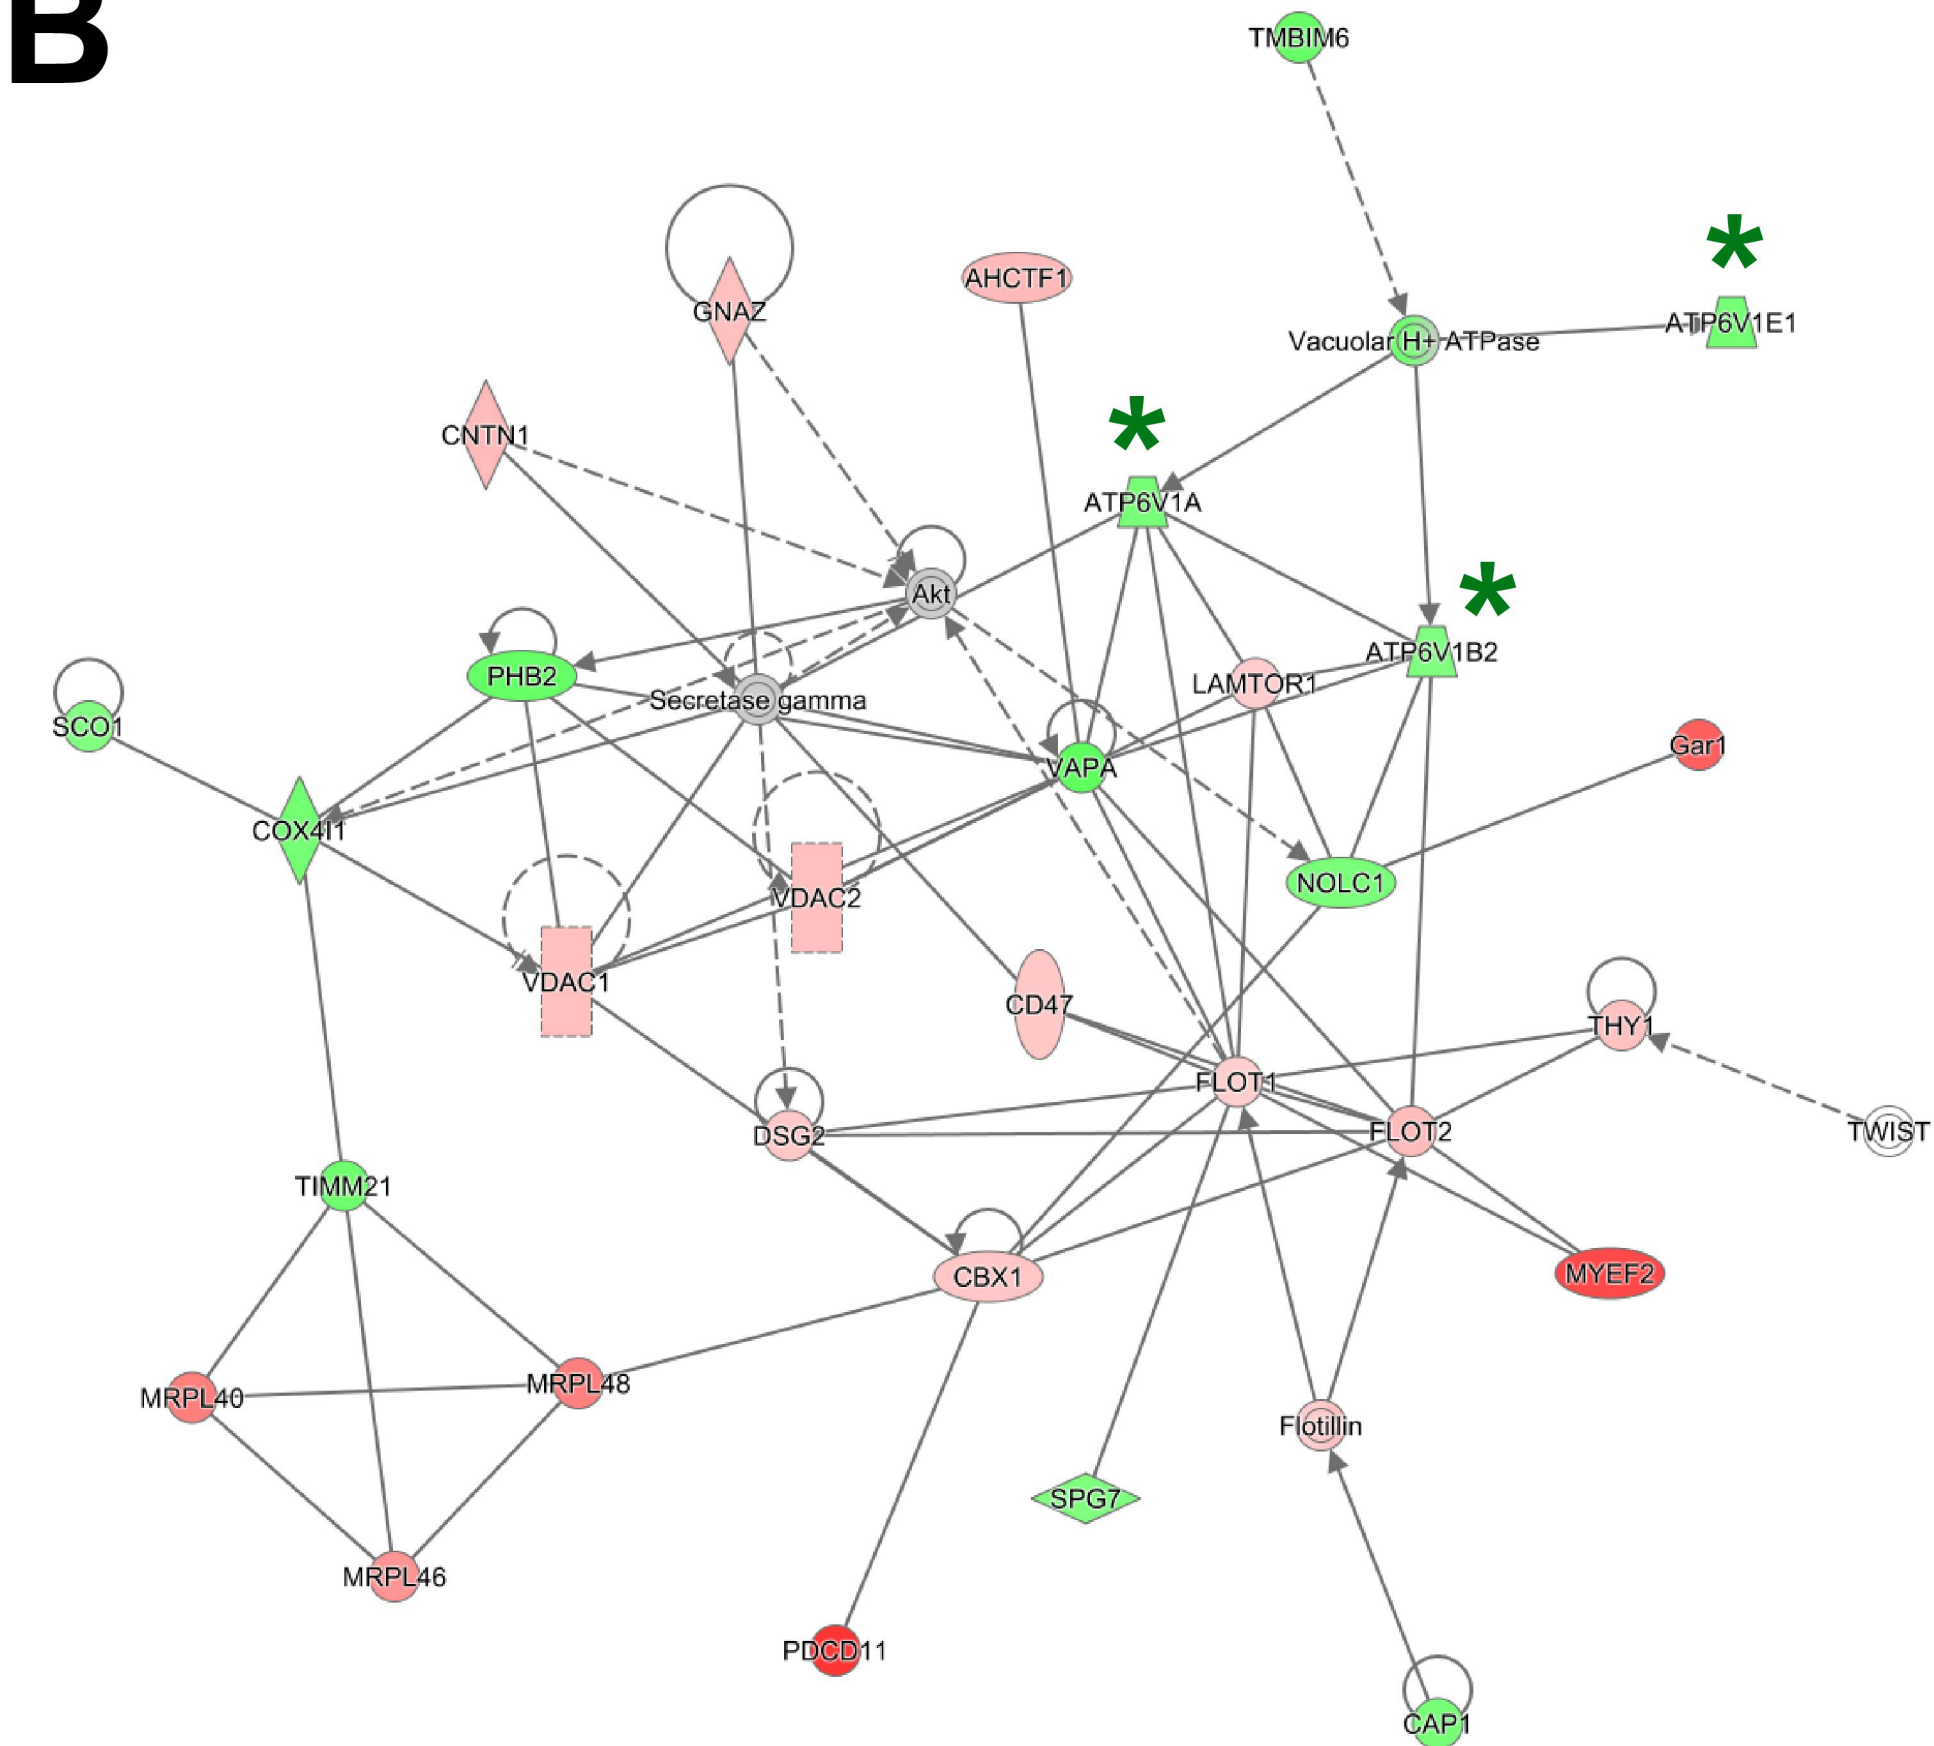 B
TMBIM6
*
AHCTF1
GNAZ
ATP6V1E1
Vacuolar H+ ATPase
*
CNTN1
ATP6V1A
*
Akt
ATP6V1B2
PHB2
LAMTOR1
Secretase gamma
SCO1
Gar1
VAPA
COX4I1
NOLC1
VDAC2
VDAC1
CD47
THY1
FLOT1
DSG2
FLOT2
TWIST
TIMM21
CBX1
MYEF2
MRPL48
MRPL40
Flotillin
SPG7
MRPL46
PDCD11
CAP1